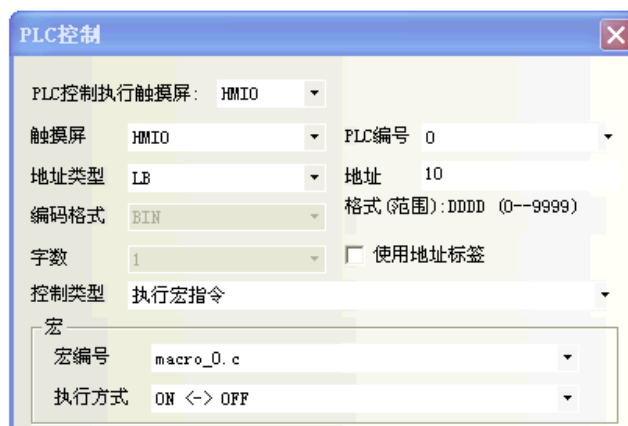 PLC控制
PLC控制执行触摸屏: HMI0
触摸屏 HMI0 PLC编号 0
地址类型 LB 地址 10
编码格式 BIN 格式(范围):DDDD (0--9999)
字数 1 使用地址标签
控制类型 执行宏指令
宏
宏编号 macro_0.c
执行方式 ON <-> OFF